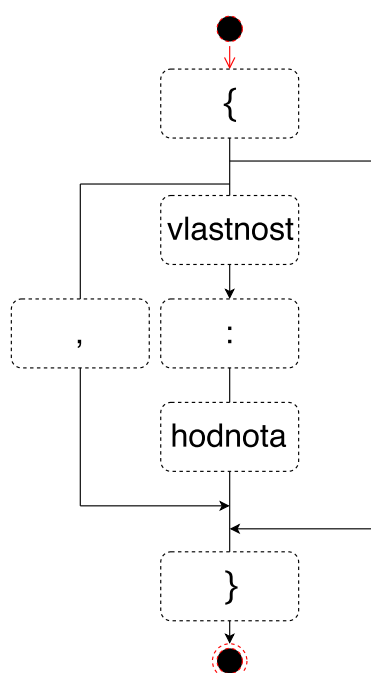 {
vlastnost
,
:
hodnota
}